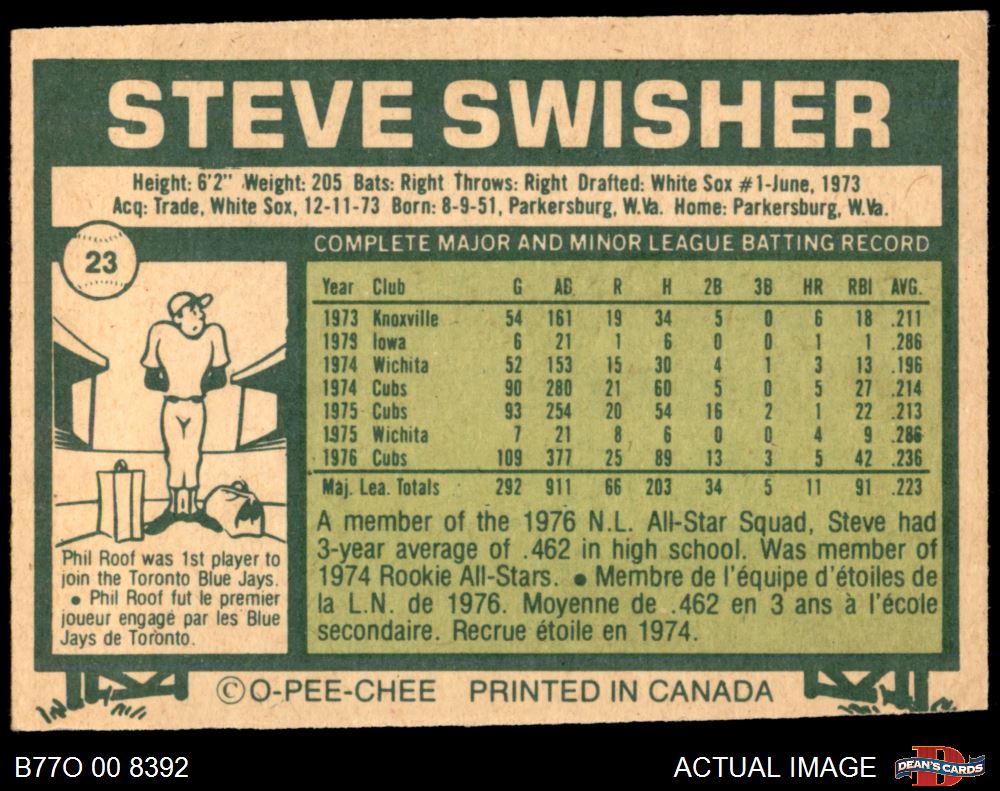 STEVE SWISHER
Height: 6'2" Weight: 205 Bats: Right Throws: Right Drafted: White Sox #1-June, 1973
Acq: Trade, White Sox, 12-11-73 Born: 8-9-51, Parkersburg, W.Va. Home: Parkersburg, W.Va.
23
COMPLETE MAJOR AND MINOR LEAGUE BATTING RECORD
Year Club G AB R H 2B 3B HR RBI AVG.
1973 Knoxville 54 161 19 34 5 0 6 18 .211
1973 Iowa 6 21 1 6 0 0 1 1 .286
1974 Wichita 52 153 15 30 4 1 3 13 .196
1974 Cubs 90 280 21 60 5 0 5 27 .214
1975 Cubs 93 254 20 54 16 2 1 22 .213
1975 Wichita 7 21 8 6 0 0 4 9 .286
1976 Cubs 109 377 25 89 13 3 5 42 .236
Maj. Lea. Totals 292 911 66 203 34 5 11 91 .223
Phil Roof was 1st player to
join the Toronto Blue Jays.
• Phil Roof fut le premier
joueur engagé par les Blue
Jays de Toronto.
A member of the 1976 N.L. All-Star Squad, Steve had
3-year average of .462 in high school. Was member of
1974 Rookie All-Stars. • Membre de l'équipe d'étoiles de
la L.N. de 1976. Moyenne de .462 en 3 ans à l'école
secondaire. Recrue étoile en 1974.
©O-PEE-CHEE PRINTED IN CANADA
B77O 00 8392
ACTUAL IMAGE
DEAN'S CARDS